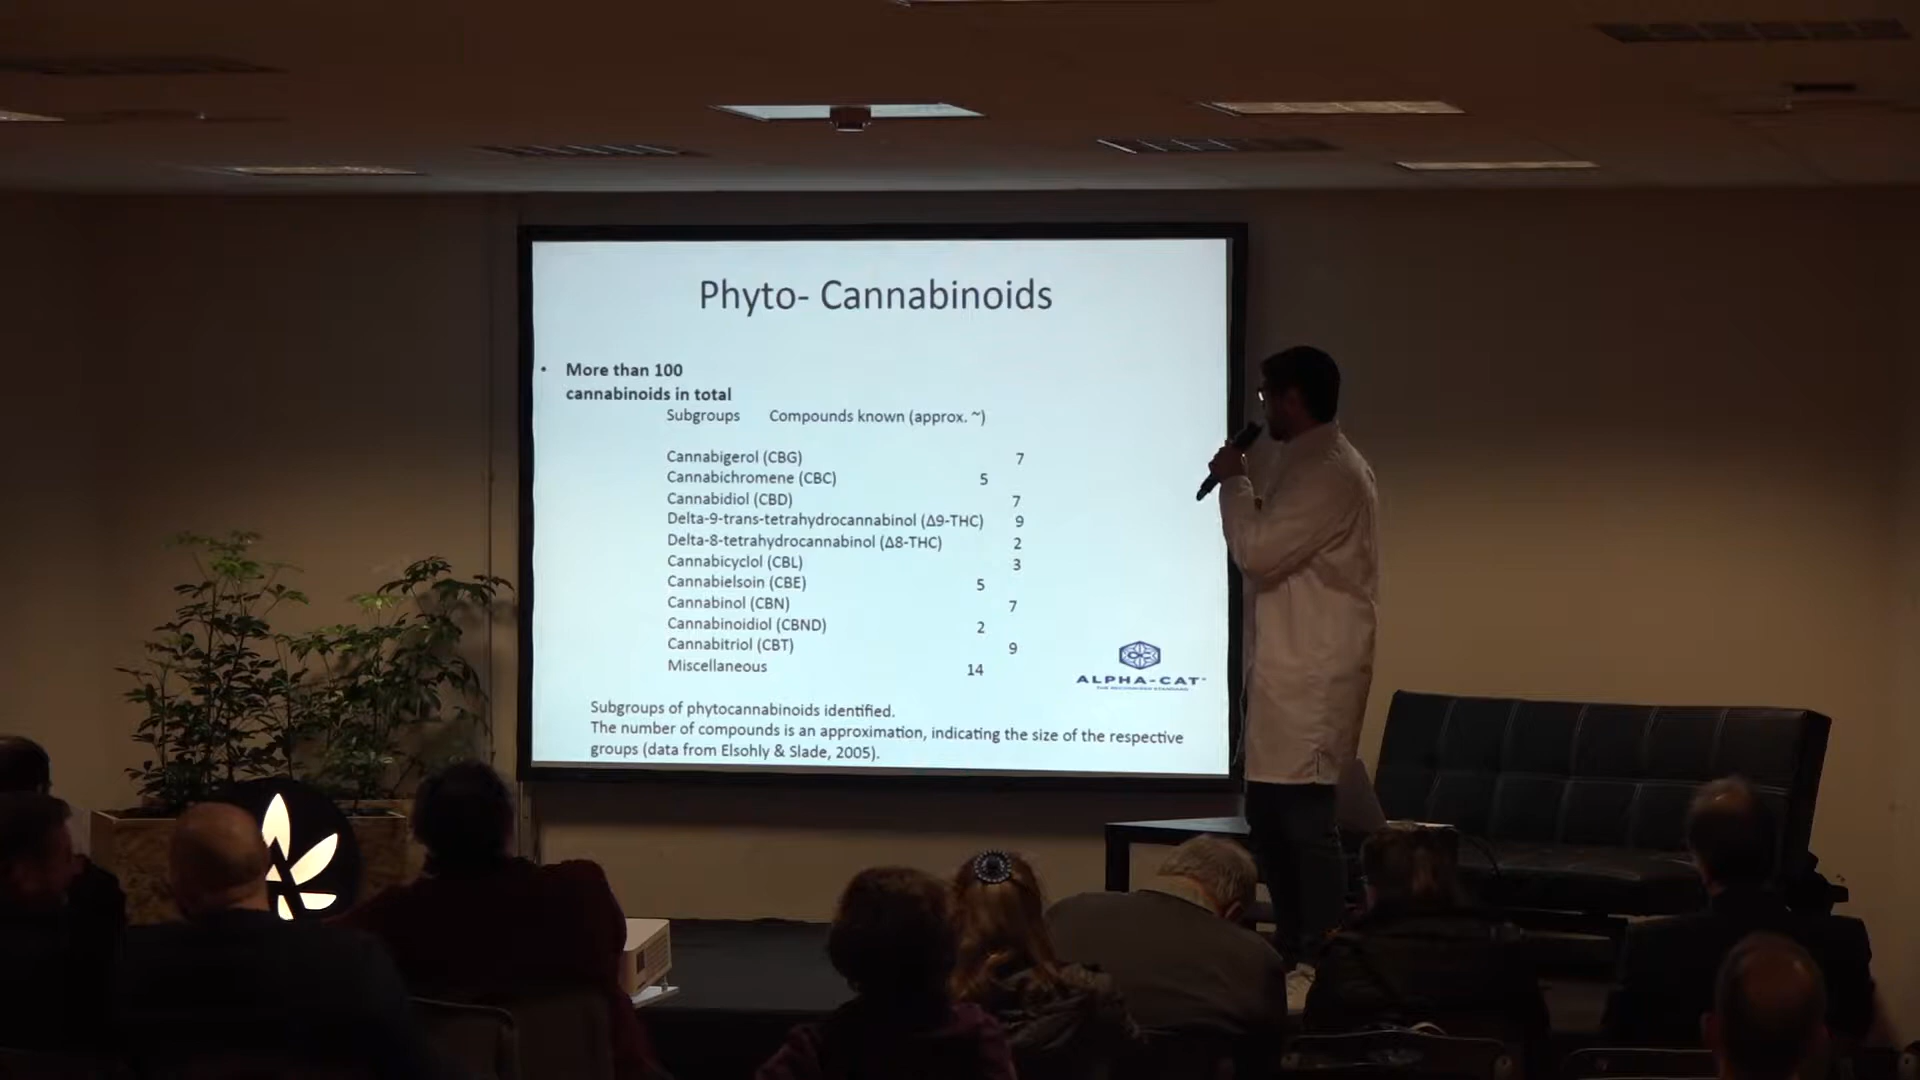 Phyto- Cannabinoids
• More than 100
cannabinoids in total
Subgroups Compounds known (approx. ~)
Cannabigerol (CBG) 7
Cannabichromene (CBC) 5
Cannabidiol (CBD) 7
Delta-9-trans-tetrahydrocannabinol (Δ9-THC) 9
Delta-8-tetrahydrocannabinol (Δ8-THC) 2
Cannabicyclol (CBL) 3
Cannabielsoin (CBE) 5
Cannabinol (CBN) 7
Cannabinoidiol (CBND) 2
Cannabitriol (CBT) 9
Miscellaneous 14
ALPHA-CAT
Subgroups of phytocannabinoids identified.
The number of compounds is an approximation, indicating the size of the respective
groups (data from Elsohly & Slade, 2005).